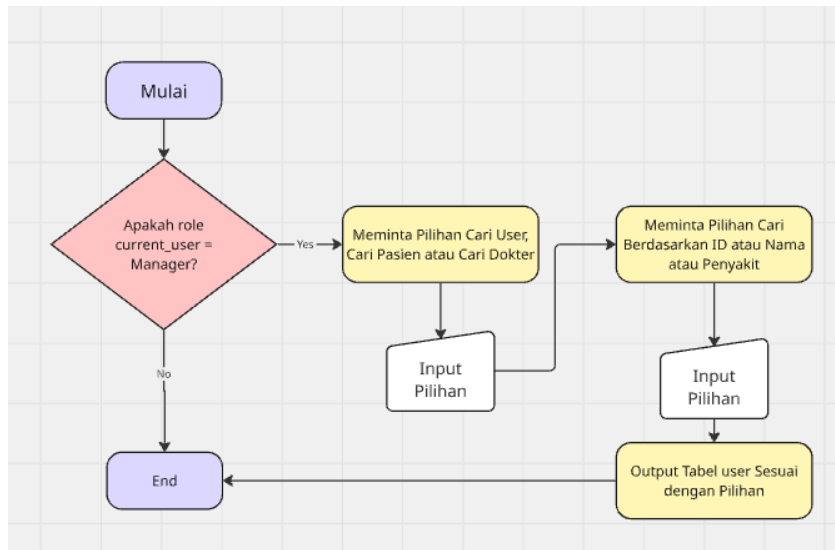 Mulai
Apakah role
current_user =
Manager?
Yes
Meminta Pilihan Cari User,
Cari Pasien atau Cari Dokter
Input
Pilihan
Meminta Pilihan Cari
Berdasarkan ID atau Nama
atau Penyakit
Input
Pilihan
Output Tabel user Sesuai
dengan Pilihan
No
End